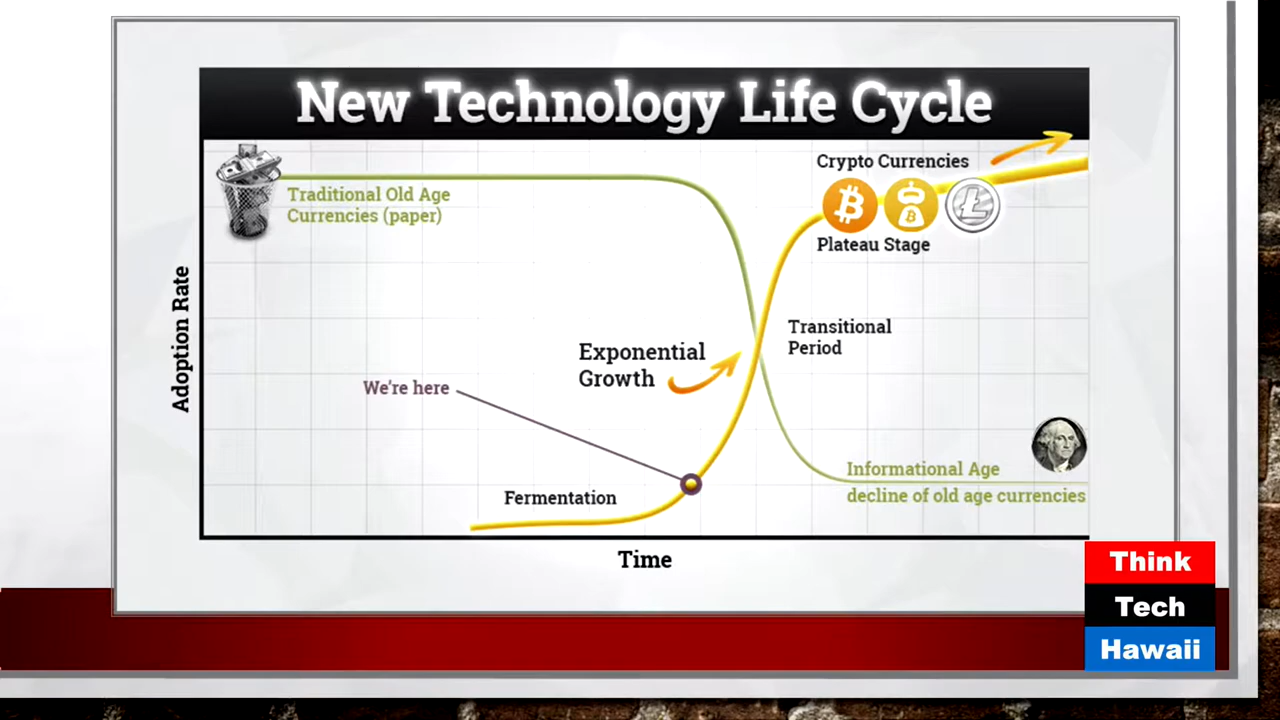 New Technology Life Cycle
Crypto Currencies
Traditional Old Age
Currencies (paper)
Plateau Stage
Adoption Rate
Transitional
Period
Exponential
Growth
We're here
Informational Age
decline of old age currencies
Fermentation
Time
Think
Tech
Hawaii